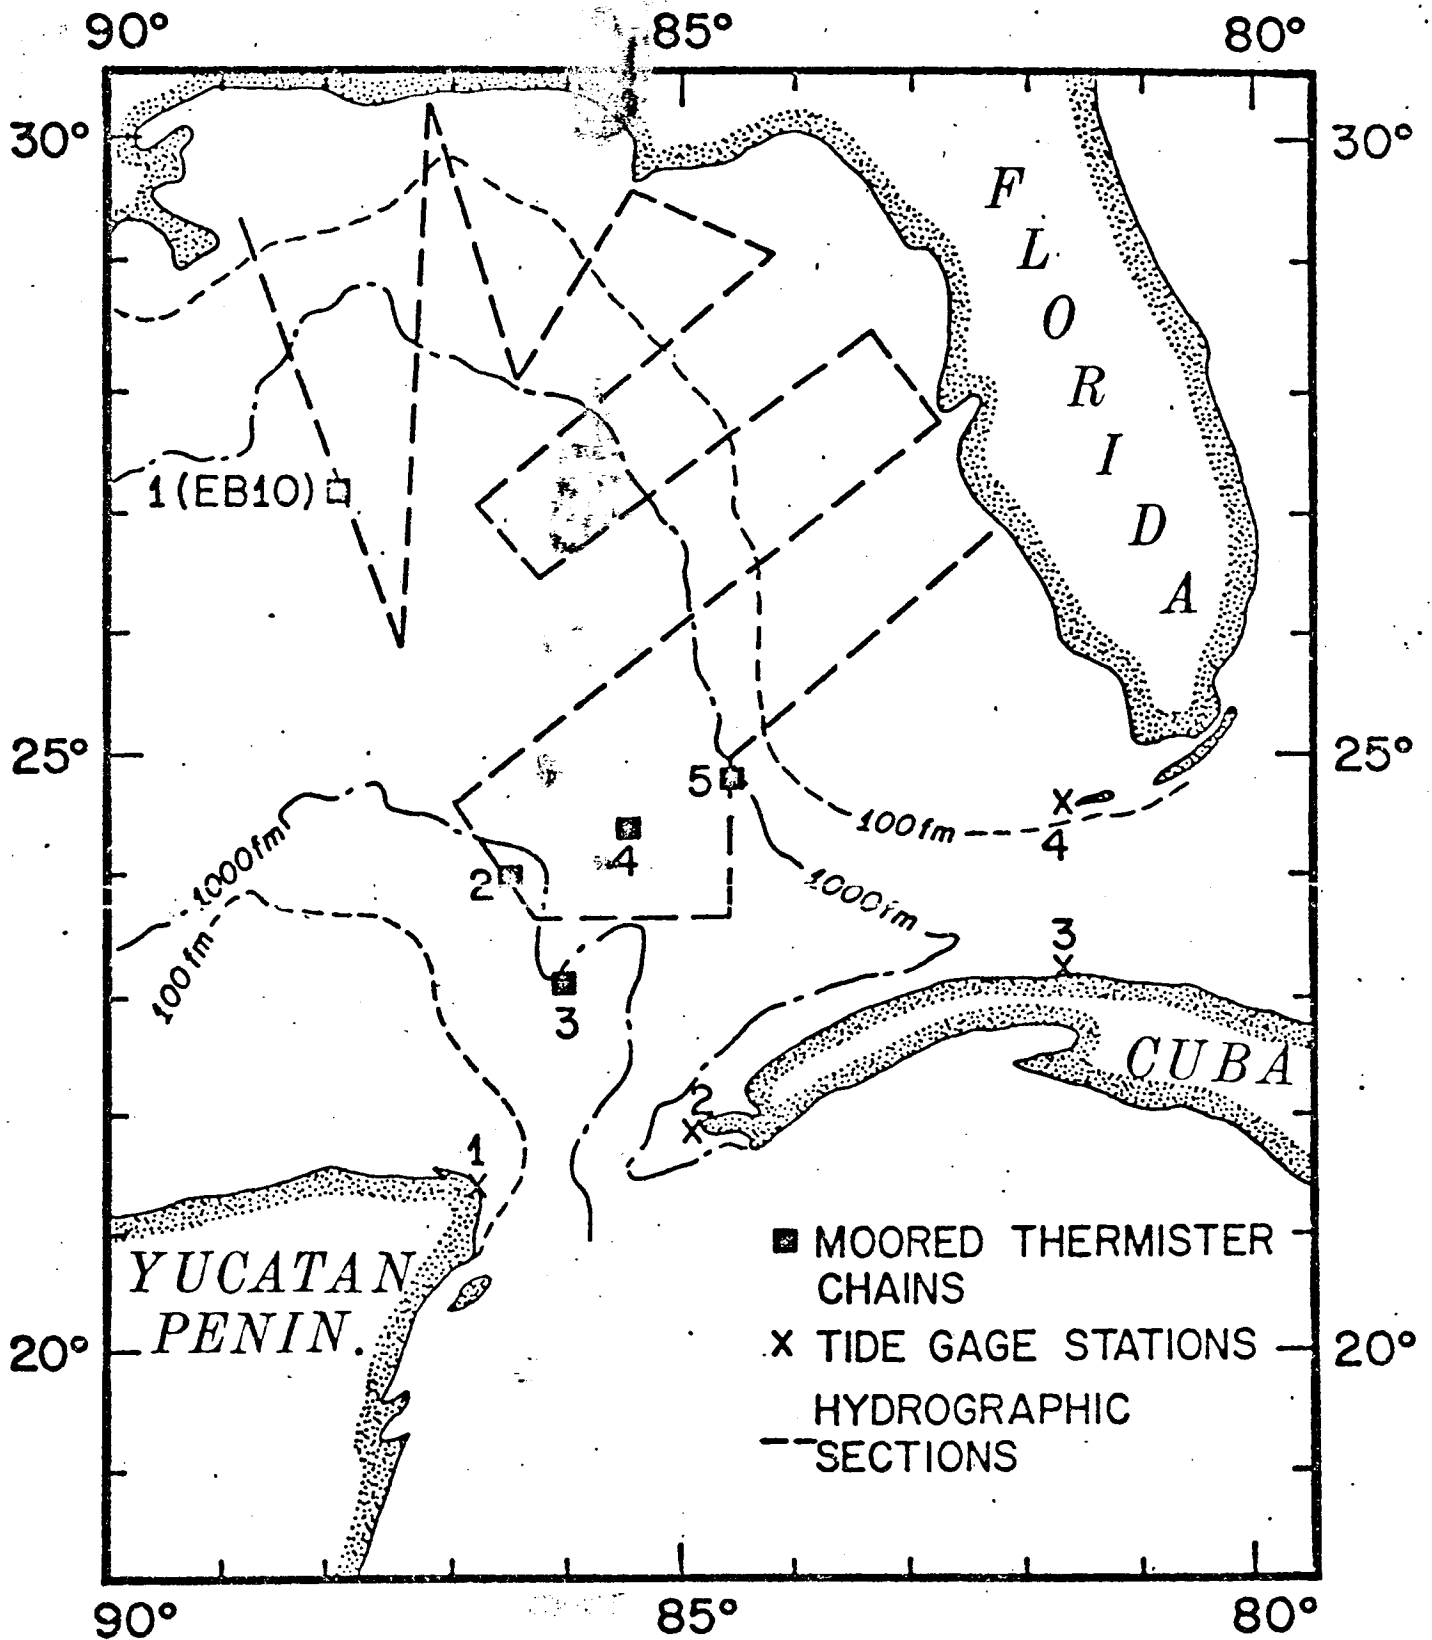 90° 85° 80°
30° 30°
F
L
O
R
I
D
A
1(EB10)
25° 25°
5
4
2
3
1000fm
100fm
100fm
1000fm
4
3
2
1
CUBA
YUCATAN
PENIN.
MOORED THERMISTER
CHAINS
X TIDE GAGE STATIONS
HYDROGRAPHIC
SECTIONS
20° 20°
90° 85° 80°